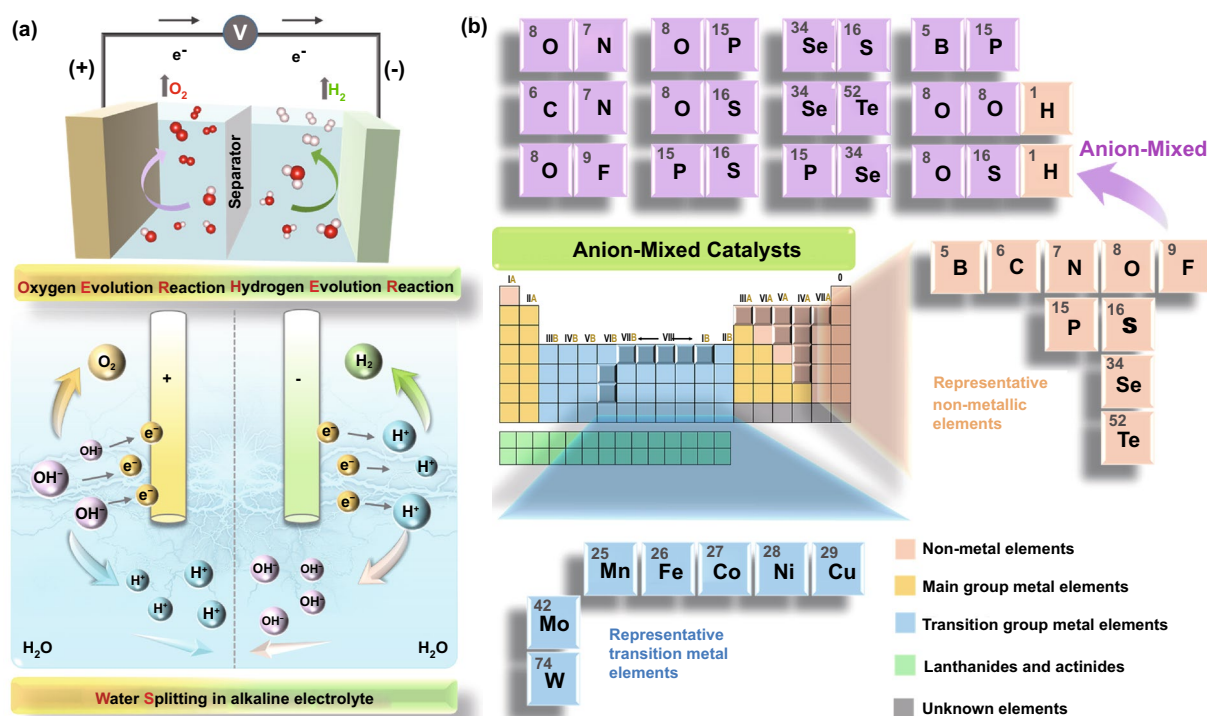 (a)
V
e⁻ e⁻
(+) (-)
O₂ H₂
Separator
Oxygen Evolution Reaction Hydrogen Evolution Reaction
O₂ + - H₂
OH⁻ e⁻ e⁻ H⁺
OH⁻ e⁻ e⁻ H⁺
OH⁻ e⁻ e⁻ H⁺
H⁺ H⁺ OH⁻ OH⁻
H⁺ H⁺ OH⁻ OH⁻
H₂O H₂O
Water Splitting in alkaline electrolyte
(b)
8 O 7 N 8 O 15 P 34 Se 16 S 5 B 15 P
6 C 7 N 8 O 16 S 34 Se 52 Te 8 O 8 O 1 H
8 O 9 F 15 P 16 S 15 P 34 Se 8 O 16 S 1 H
Anion-Mixed
Anion-Mixed Catalysts
IA 0
IIA IIIA VIA VA IVA VIIA
IIIB IVB VB VIB VIIB VIII IB IIB
5 B 6 C 7 N 8 O 9 F
15 P 16 S
34 Se
52 Te
Representative
non-metallic
elements
25 Mn 26 Fe 27 Co 28 Ni 29 Cu
42 Mo
74 W
Representative
transition metal
elements
Non-metal elements
Main group metal elements
Transition group metal elements
Lanthanides and actinides
Unknown elements